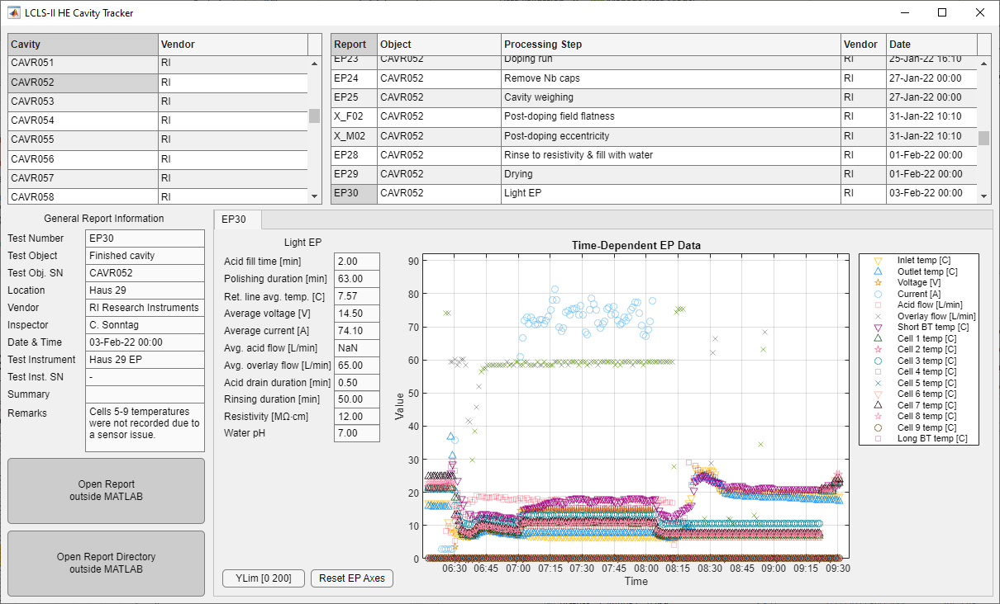 LCLS-II HE Cavity Tracker
Cavity Vendor
CAVR051 RI
CAVR052 RI
CAVR053 RI
CAVR054 RI
CAVR055 RI
CAVR056 RI
CAVR057 RI
CAVR058 RI
Report Object Processing Step Vendor Date
EP23 CAVR052 Doping run RI 25-Jan-22 16:10
EP24 CAVR052 Remove Nb caps RI 27-Jan-22 00:00
EP25 CAVR052 Cavity weighing RI 27-Jan-22 00:00
X_F02 CAVR052 Post-doping field flatness RI 31-Jan-22 10:10
X_M02 CAVR052 Post-doping eccentricity RI 31-Jan-22 10:10
EP28 CAVR052 Rinse to resistivity & fill with water RI 01-Feb-22 00:00
EP29 CAVR052 Drying RI 01-Feb-22 00:00
EP30 CAVR052 Light EP RI 03-Feb-22 00:00
General Report Information
Test Number EP30
Test Object Finished cavity
Test Obj. SN CAVR052
Location Haus 29
Vendor RI Research Instruments
Inspector C. Sonntag
Date & Time 03-Feb-22 00:00
Test Instrument Haus 29 EP
Test Inst. SN -
Summary
Remarks Cells 5-9 temperatures
were not recorded due to
a sensor issue.
Open Report
outside MATLAB
Open Report Directory
outside MATLAB
EP30
Light EP
Acid fill time [min] 2.00
Polishing duration [min] 63.00
Ret. line avg. temp. [C] 7.57
Average voltage [V] 14.50
Average current [A] 74.10
Avg. acid flow [L/min] NaN
Avg. overlay flow [L/min] 65.00
Acid drain duration [min] 0.50
Rinsing duration [min] 50.00
Resistivity [MΩ·cm] 12.00
Water pH 7.00
YLim [0 200] Reset EP Axes
Time-Dependent EP Data
90
80
70
60
50
40
30
20
10
0
Value
06:30 06:45 07:00 07:15 07:30 07:45 08:00 08:15 08:30 08:45 09:00 09:15 09:30
Time
Inlet temp [C]
Outlet temp [C]
Voltage [V]
Current [A]
Acid flow [L/min]
Overlay flow [L/min]
Short BT temp [C]
Cell 1 temp [C]
Cell 2 temp [C]
Cell 3 temp [C]
Cell 4 temp [C]
Cell 5 temp [C]
Cell 6 temp [C]
Cell 7 temp [C]
Cell 8 temp [C]
Cell 9 temp [C]
Long BT temp [C]